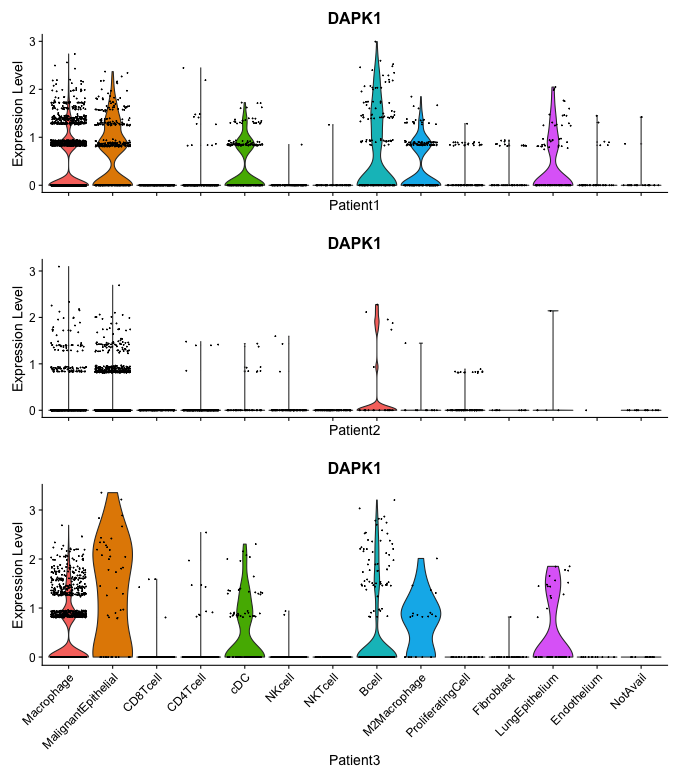 DAPK1
Expression Level
3
2
1
0
Patient1
DAPK1
Expression Level
3
2
1
0
Patient2
DAPK1
Expression Level
3
2
1
0
Macrophage
MalignantEpithelial
CD8Tcell
CD4Tcell
cDC
NKcell
NKTcell
Bcell
M2Macrophage
ProliferatingCell
Fibroblast
LungEpithelium
Endothelium
NotAvail
Patient3